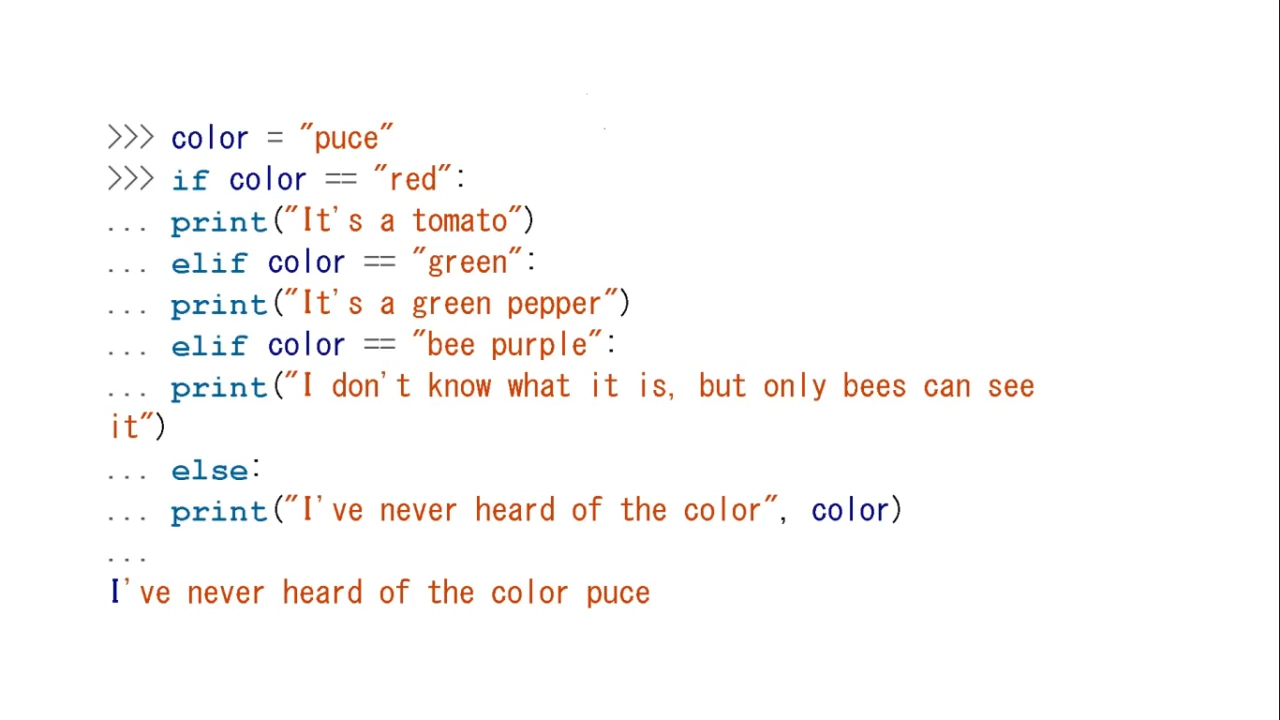 >>> color = "puce"
>>> if color == "red":
... print("It's a tomato")
... elif color == "green":
... print("It's a green pepper")
... elif color == "bee purple":
... print("I don't know what it is, but only bees can see
it")
... else:
... print("I've never heard of the color", color)
...
I've never heard of the color puce